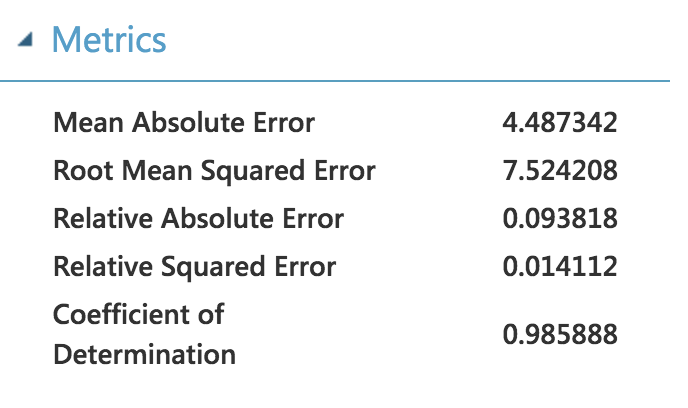 Metrics
Mean Absolute Error 4.487342
Root Mean Squared Error 7.524208
Relative Absolute Error 0.093818
Relative Squared Error 0.014112
Coefficient of
Determination 0.985888